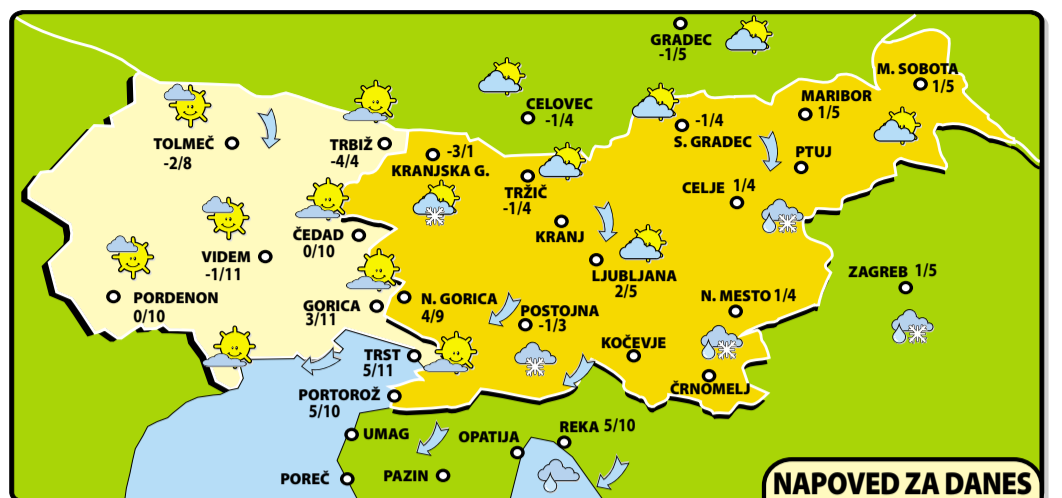 GRADEC
-1/5
M. SOBOTA
1/5
CELOVEC
-1/4
MARIBOR
1/5
-1/4
S. GRADEC
TOLMEČ
-2/8
TRBIŽ
-4/4
-3/1
KRANJSKA G.
PTUJ
TRŽIČ
-1/4
CELJE 1/4
ČEDAD
0/10
KRANJ
VIDEM
-1/11
LJUBLJANA
2/5
ZAGREB 1/5
PORDENON
0/10
GORICA
3/11
N. GORICA
4/9
N. MESTO 1/4
POSTOJNA
-1/3
KOČEVJE
TRST
5/11
ČRNOMELJ
PORTOROŽ
5/10
UMAG
OPATIJA
REKA 5/10
POREČ
PAZIN
NAPOVED ZA DANES